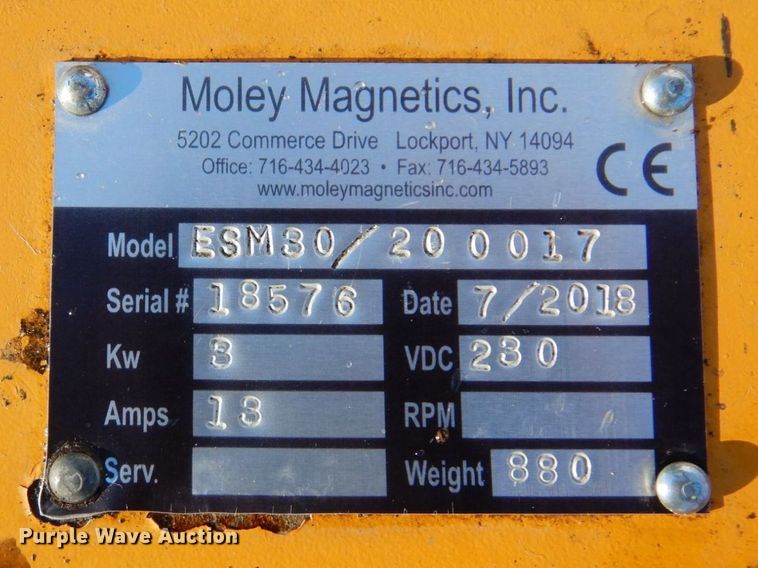 Moley Magnetics, Inc.
5202 Commerce Drive Lockport, NY 14094
Office: 716-434-4023 • Fax: 716-434-5893
www.moleymagneticsinc.com
CE
Model ESM30/200017
Serial # 18576 Date 7/2018
Kw 3 VDC 230
Amps 13 RPM
Serv. Weight 880
Purple Wave Auction